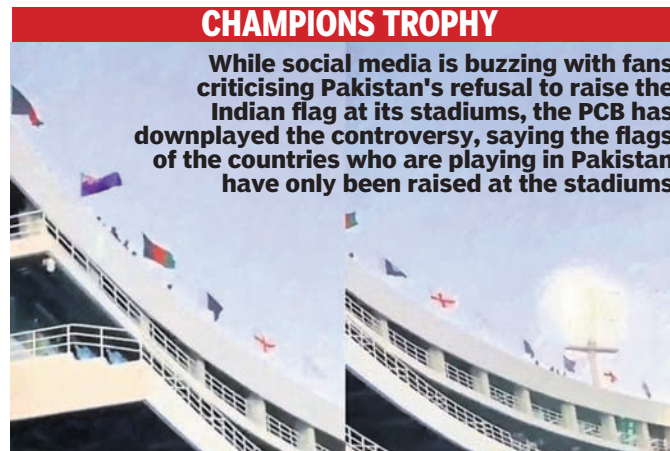 CHAMPIONS TROPHY
While social media is buzzing with fans
criticising Pakistan's refusal to raise the
Indian flag at its stadiums, the PCB has
downplayed the controversy, saying the flags
of the countries who are playing in Pakistan
have only been raised at the stadiums